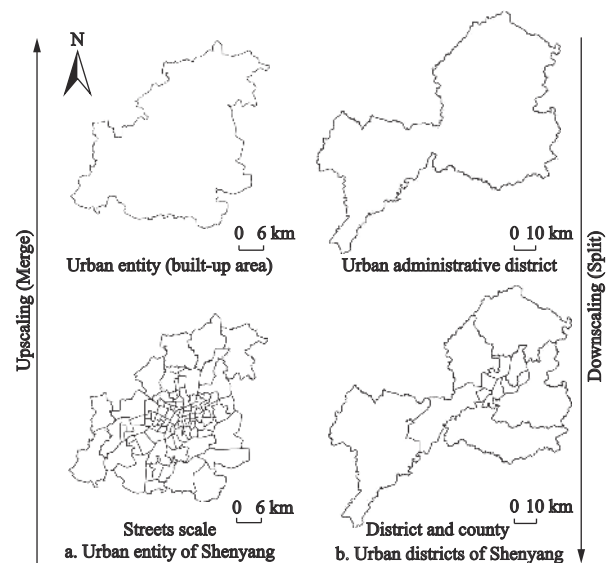 N
Upscaling (Merge)
0 6 km
Urban entity (built-up area)
0 10 km
Urban administrative district
Downscaling (Split)
0 6 km
Streets scale
a. Urban entity of Shenyang
0 10 km
District and county
b. Urban districts of Shenyang